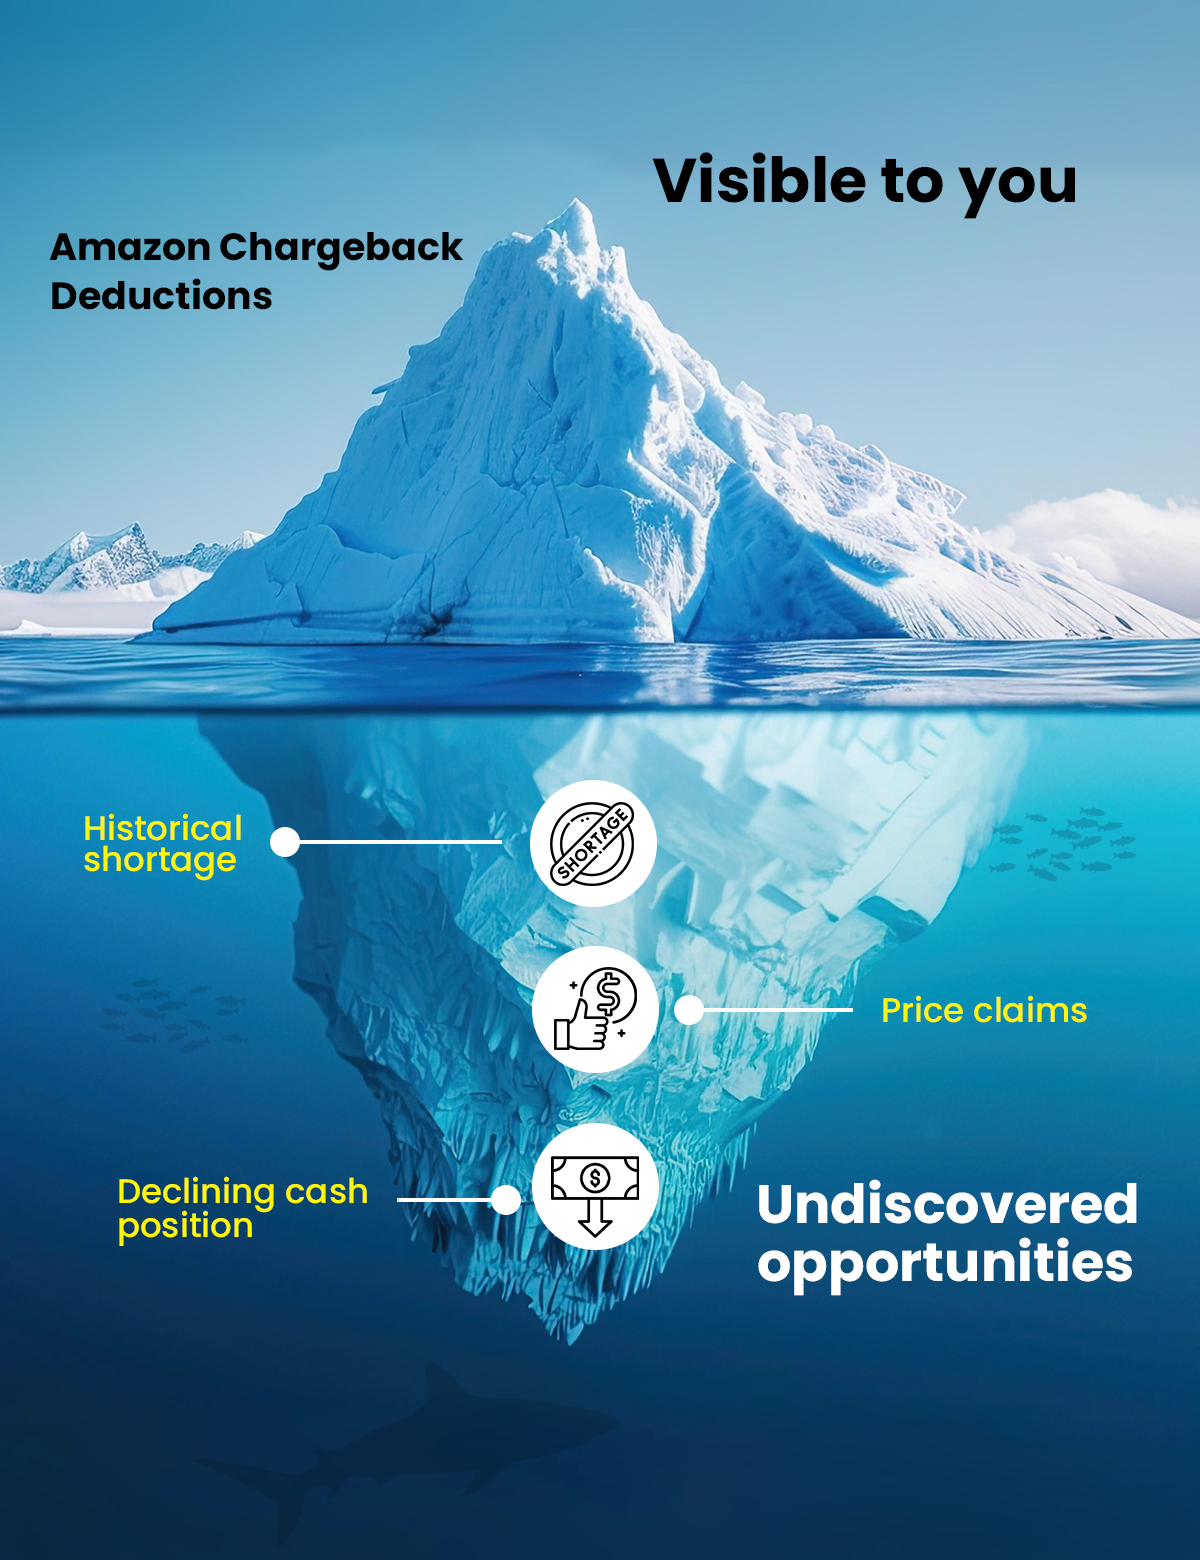 Visible to you
Amazon Chargeback
Deductions
Historical
shortage
SHORTAGE
Price claims
Declining cash
position
Undiscovered
opportunities